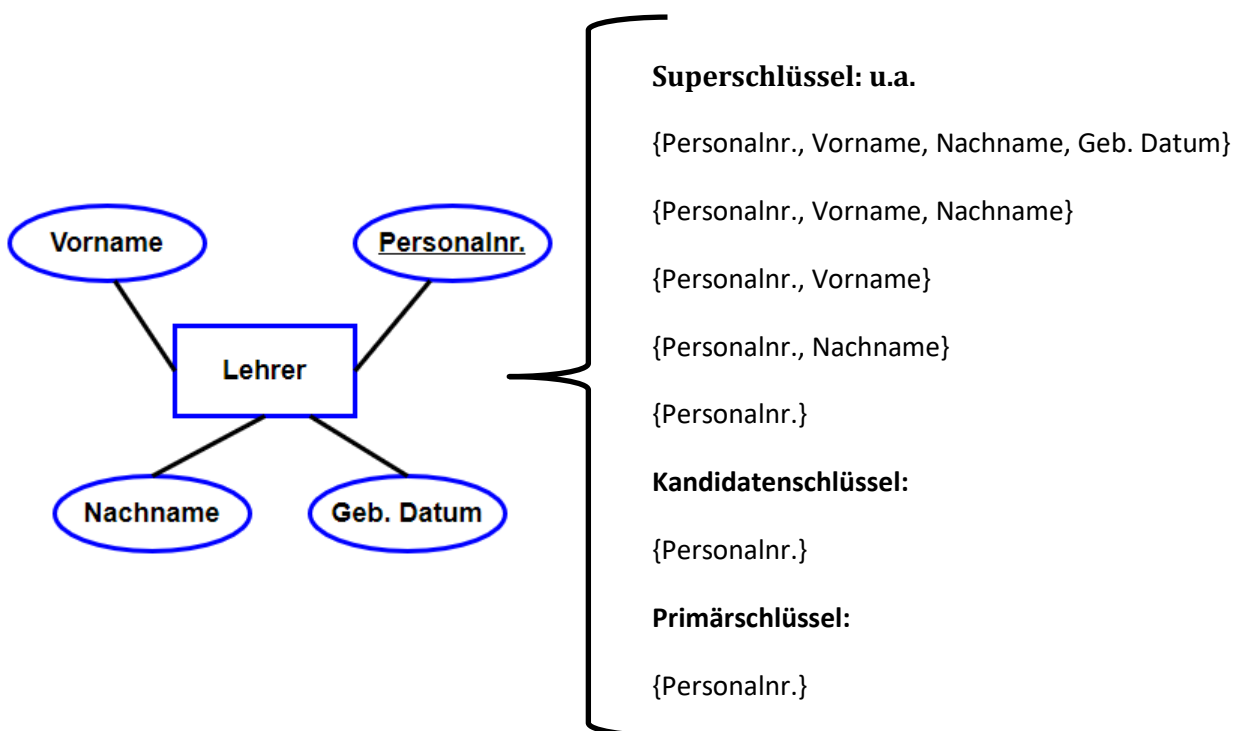 Vorname
Personalnr.
Lehrer
Nachname
Geb. Datum
Superschlüssel: u.a.
{Personalnr., Vorname, Nachname, Geb. Datum}
{Personalnr., Vorname, Nachname}
{Personalnr., Vorname}
{Personalnr., Nachname}
{Personalnr.}
Kandidatenschlüssel:
{Personalnr.}
Primärschlüssel:
{Personalnr.}